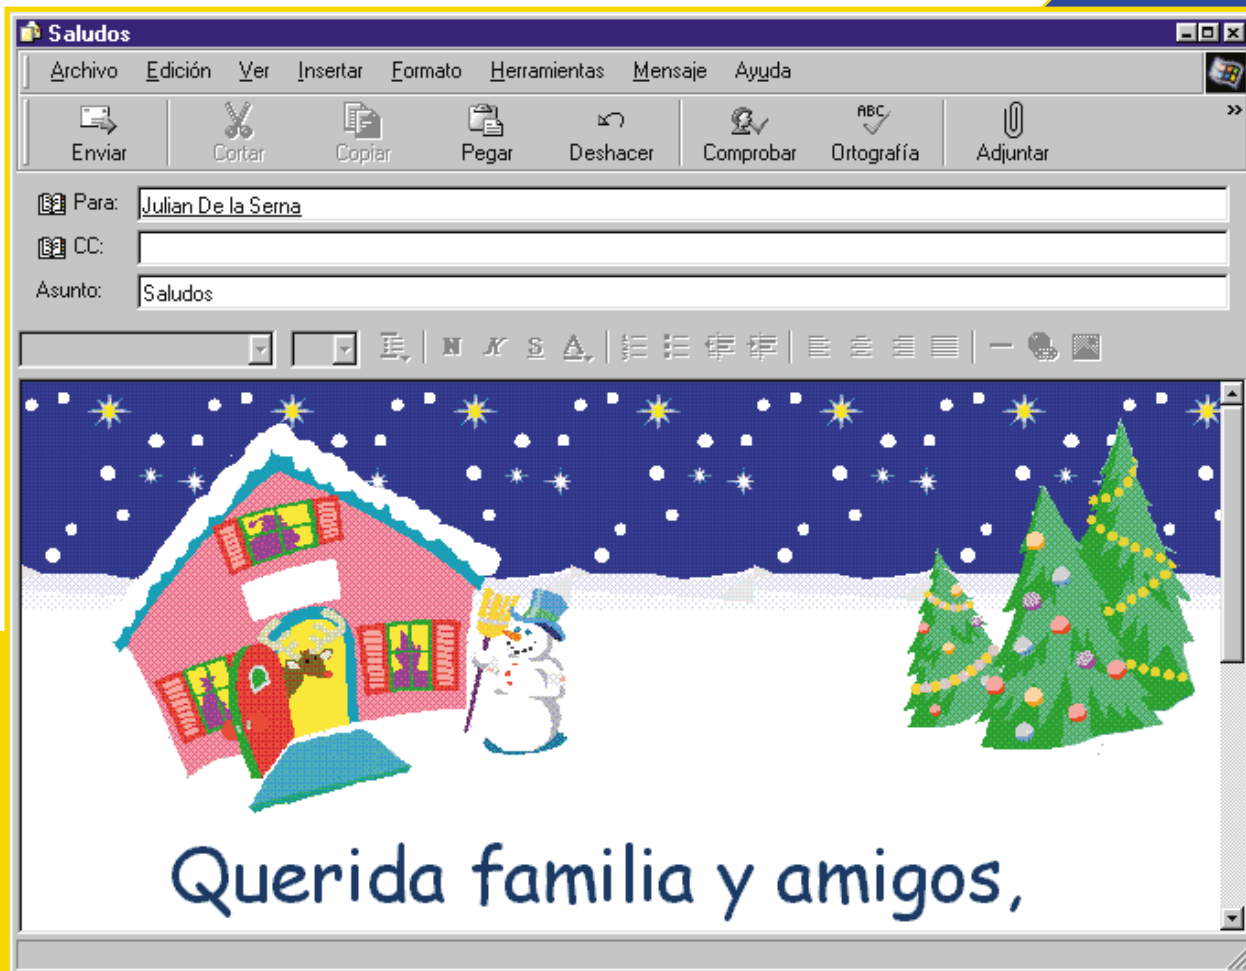 Saludos
Archivo Edición Ver Insertar Formato Herramientas Mensaje Ayuda
ABC
Enviar Cortar Copiar Pegar Deshacer Comprobar Ortografía Adjuntar
Para: Julian De la Serna
CC:
Asunto: Saludos
N K S A
Querida familia y amigos,